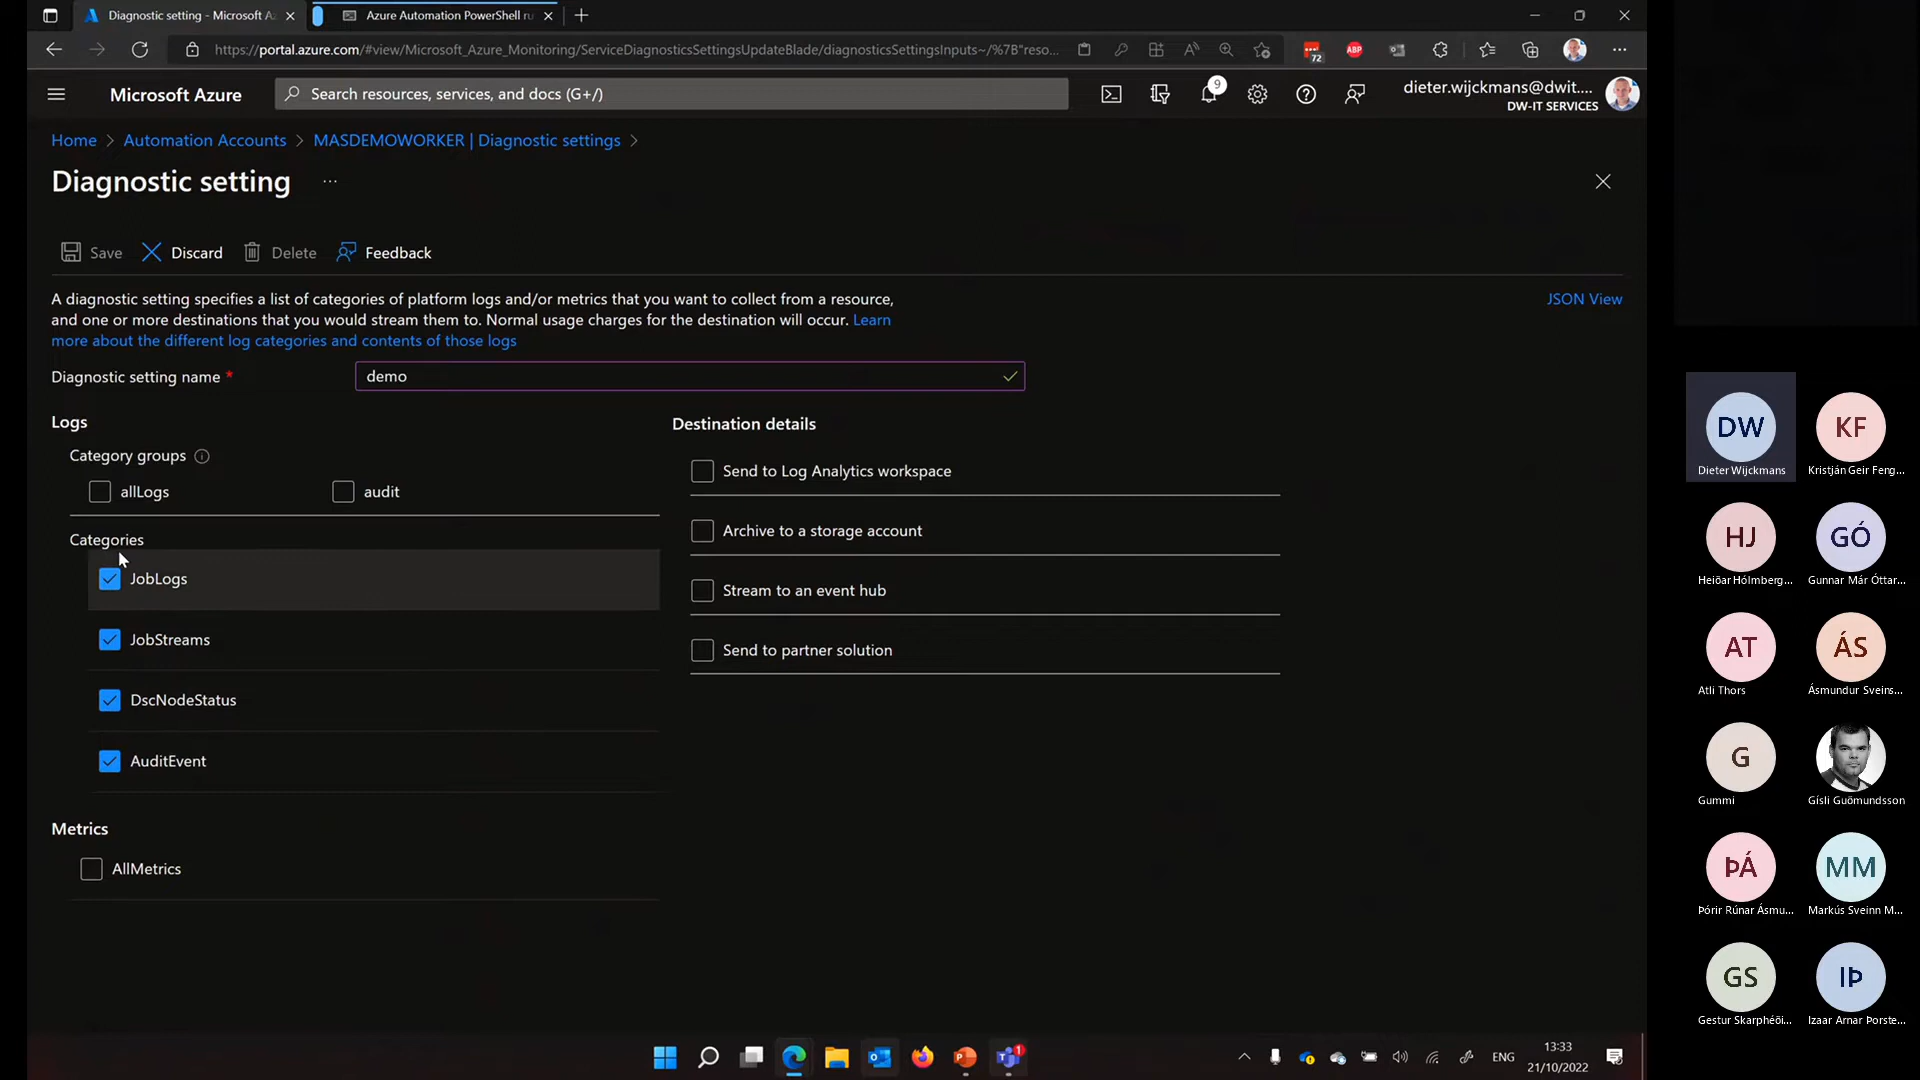 Diagnostic setting - Microsoft A
Azure Automation PowerShell ru
https://portal.azure.com/#view/Microsoft_Azure_Monitoring/ServiceDiagnosticsSettingsUpdateBlade/diagnosticsSettingsInputs~/%7B"reso...
72
ABP
Microsoft Azure
Search resources, services, and docs (G+/)
9
dieter.wijckmans@dwit....
DW-IT SERVICES
Home > Automation Accounts > MASDEMOWORKER | Diagnostic settings >
Diagnostic setting ...
Save
Discard
Delete
Feedback
A diagnostic setting specifies a list of categories of platform logs and/or metrics that you want to collect from a resource,
and one or more destinations that you would stream them to. Normal usage charges for the destination will occur. Learn
more about the different log categories and contents of those logs
JSON View
Diagnostic setting name *
demo
Logs
Category groups
allLogs
audit
Categories
JobLogs
JobStreams
DscNodeStatus
AuditEvent
Metrics
AllMetrics
Destination details
Send to Log Analytics workspace
Archive to a storage account
Stream to an event hub
Send to partner solution
DW
Dieter Wijckmans
KF
Kristján Geir Feng...
HJ
Heiðar Hólmberg...
GÓ
Gunnar Már Óttar...
AT
Atli Thors
ÁS
Ásmundur Sveins...
G
Gummi
Gísli Guðmundsson
ÞÁ
Þórir Rúnar Ásmu...
MM
Markús Sveinn M...
GS
Gestur Skarphéði...
IÞ
Izaar Arnar Þorste...
1
ENG
13:33
21/10/2022